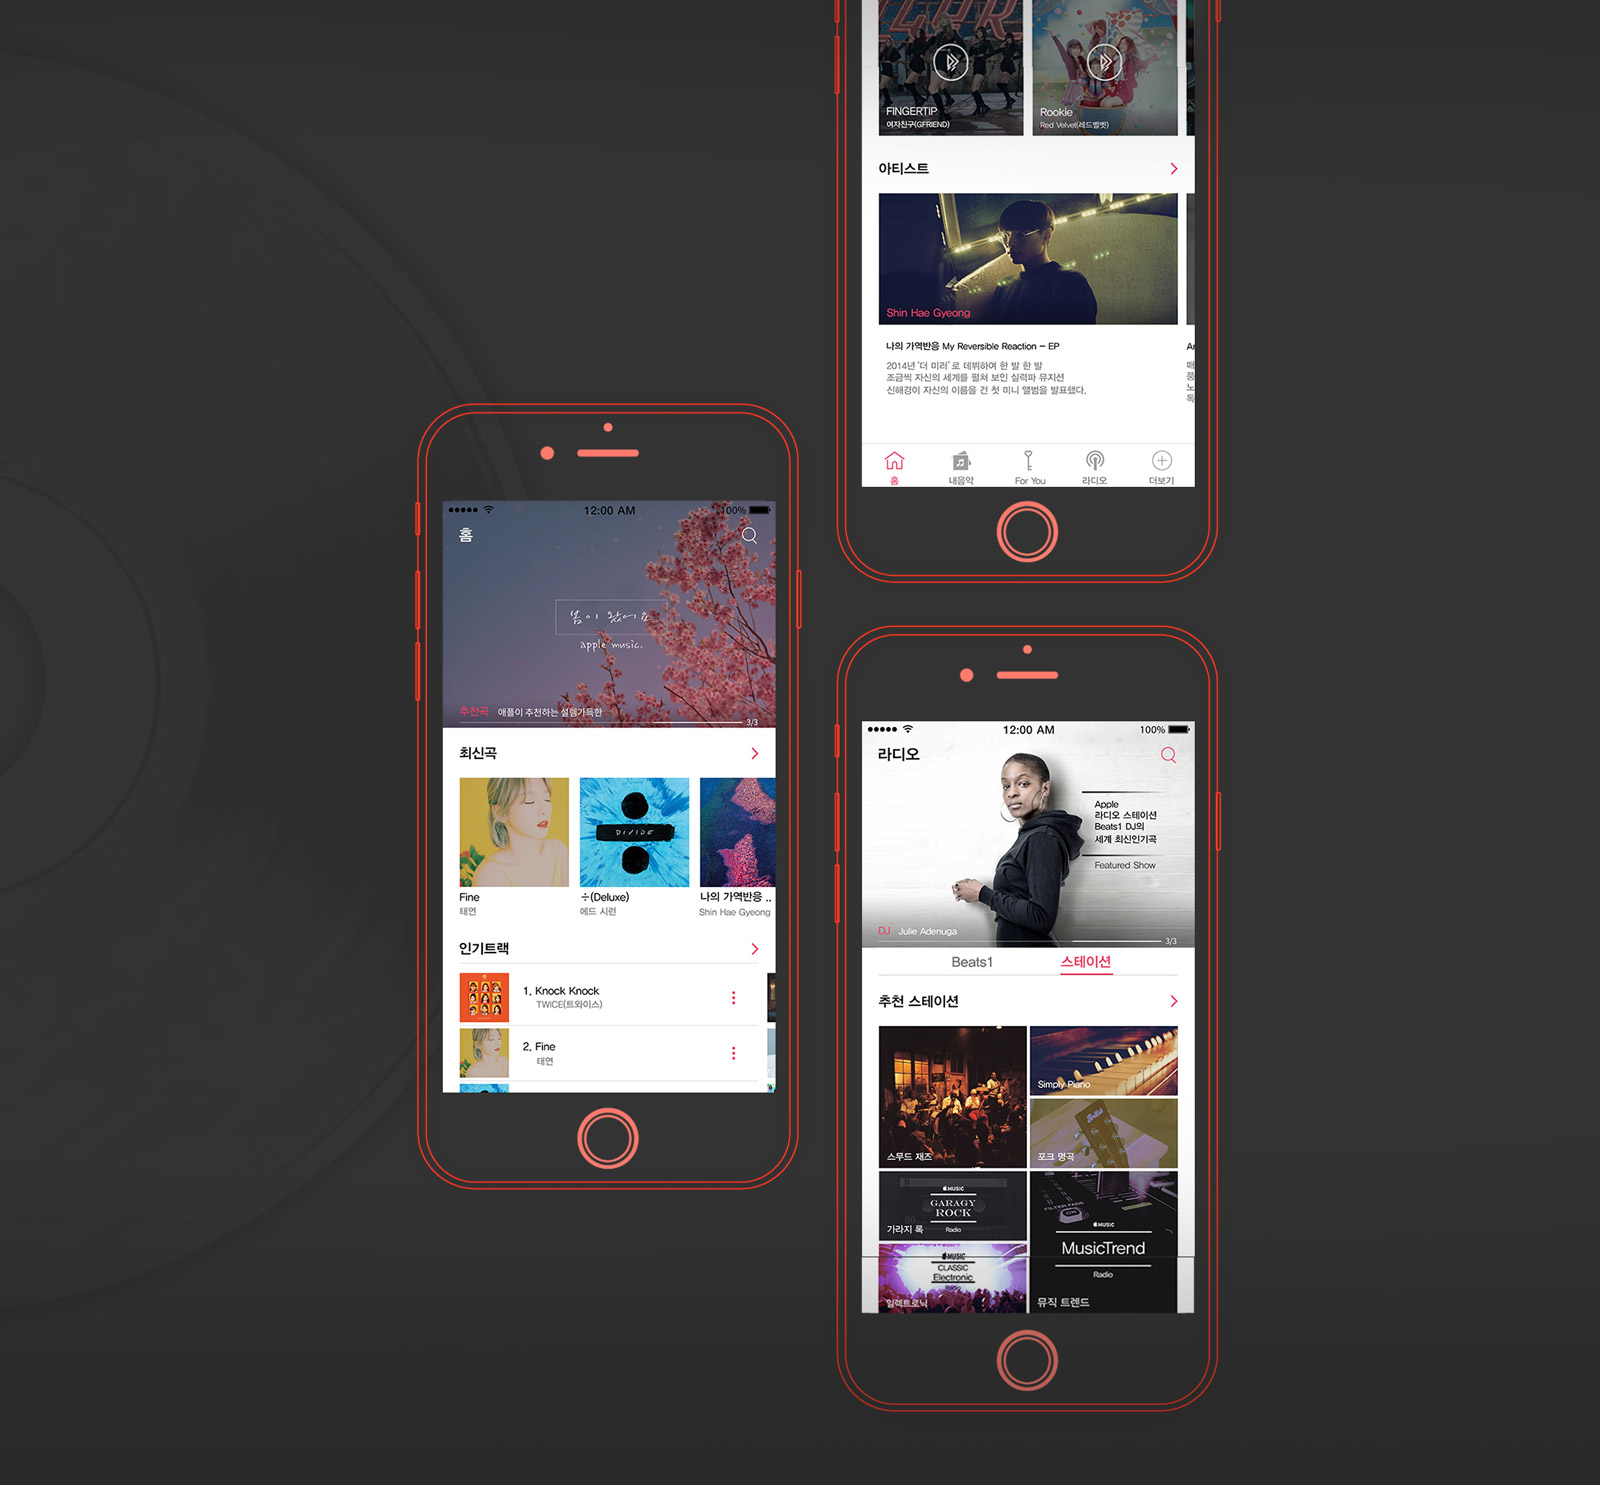 FINGERTIP
여자친구(GFRIEND)
Rookie
Red Velvet(레드벨벳)
아티스트
Shin Hae Gyeong
나의 가역반응 My Reversible Reaction - EP
2014년 '더 미러' 로 데뷔하여 한 발 한 발
조금씩 자신의 세계를 펼쳐 보인 실력파 뮤지션
신해경이 자신의 이름을 건 첫 미니 앨범을 발표했다.
매
풍
노
독
홈
내음악
For You
라디오
더보기
12:00 AM
100%
홈
봄이 왔어요
apple music.
추천곡 애플이 추천하는 설렘가득한
3/3
최신곡
DIVIDE
Fine
태연
÷(Deluxe)
에드 시런
나의 가역반응 ..
Shin Hae Gyeong
인기트랙
1. Knock Knock
TWICE(트와이스)
2. Fine
태연
12:00 AM
100%
라디오
Apple
라디오 스테이션
Beats1 DJ의
세계 최신인기곡
Featured Show
DJ Julie Adenuga
3/3
Beats1
스테이션
추천 스테이션
스무드 재즈
Simply Piano
포크 명곡
MUSIC
GARAGY
ROCK
Radio
가라지 록
MUSIC
CLASSIC
Electronic
일렉트로닉
FILTER FADE
ON
MUSIC
MusicTrend
Radio
뮤직 트렌드